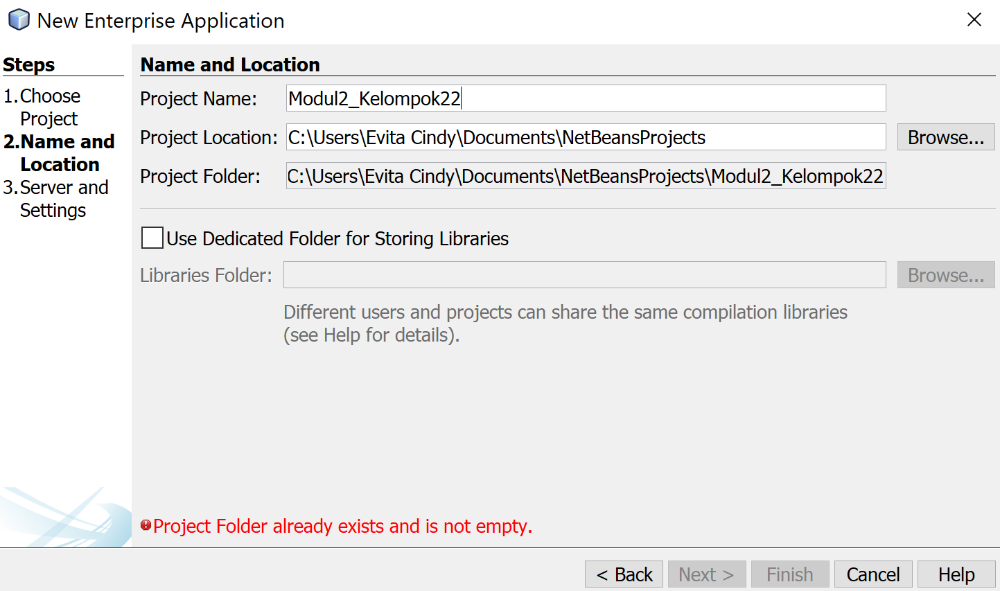 New Enterprise Application
Steps
1. Choose
Project
2. Name and
Location
3. Server and
Settings
Name and Location
Project Name: Modul2_Kelompok22
Project Location: C:\Users\Evita Cindy\Documents\NetBeansProjects Browse...
Project Folder: C:\Users\Evita Cindy\Documents\NetBeansProjects\Modul2_Kelompok22
Use Dedicated Folder for Storing Libraries
Libraries Folder: Browse...
Different users and projects can share the same compilation libraries
(see Help for details).
Project Folder already exists and is not empty.
< Back Next > Finish Cancel Help